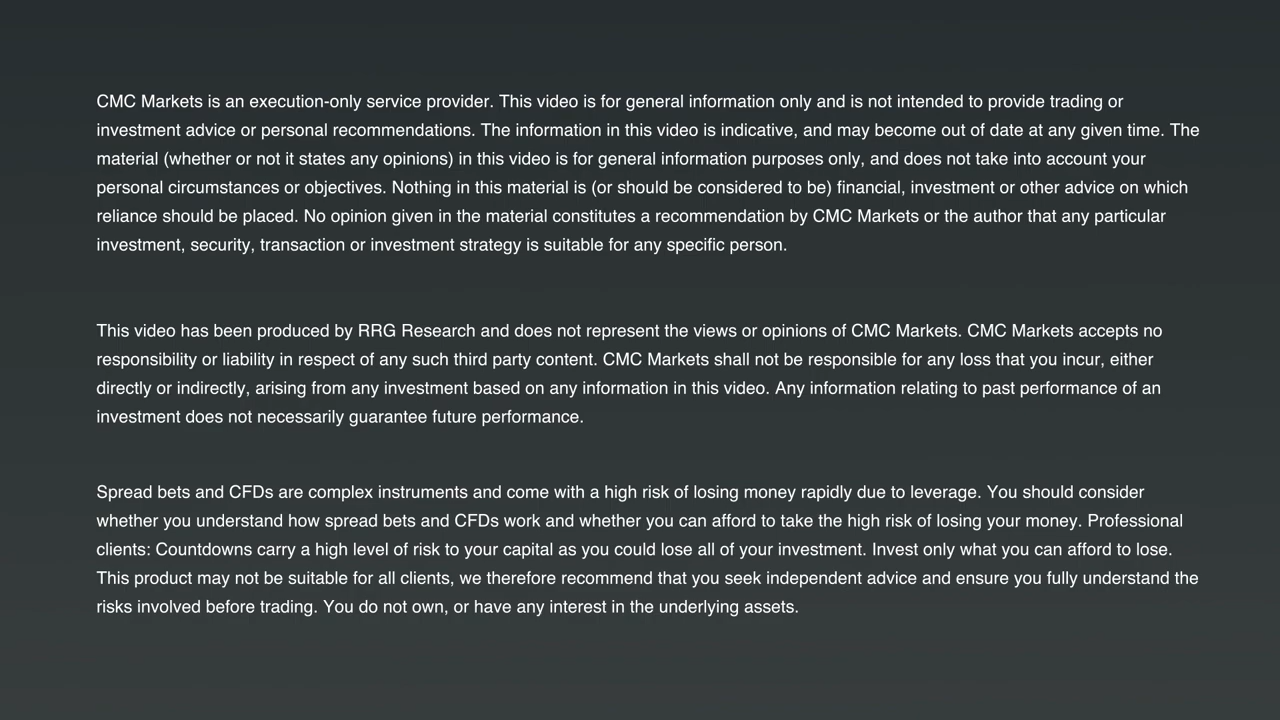 CMC Markets is an execution-only service provider. This video is for general information only and is not intended to provide trading or
investment advice or personal recommendations. The information in this video is indicative, and may become out of date at any given time. The
material (whether or not it states any opinions) in this video is for general information purposes only, and does not take into account your
personal circumstances or objectives. Nothing in this material is (or should be considered to be) financial, investment or other advice on which
reliance should be placed. No opinion given in the material constitutes a recommendation by CMC Markets or the author that any particular
investment, security, transaction or investment strategy is suitable for any specific person.
This video has been produced by RRG Research and does not represent the views or opinions of CMC Markets. CMC Markets accepts no
responsibility or liability in respect of any such third party content. CMC Markets shall not be responsible for any loss that you incur, either
directly or indirectly, arising from any investment based on any information in this video. Any information relating to past performance of an
investment does not necessarily guarantee future performance.
Spread bets and CFDs are complex instruments and come with a high risk of losing money rapidly due to leverage. You should consider
whether you understand how spread bets and CFDs work and whether you can afford to take the high risk of losing your money. Professional
clients: Countdowns carry a high level of risk to your capital as you could lose all of your investment. Invest only what you can afford to lose.
This product may not be suitable for all clients, we therefore recommend that you seek independent advice and ensure you fully understand the
risks involved before trading. You do not own, or have any interest in the underlying assets.